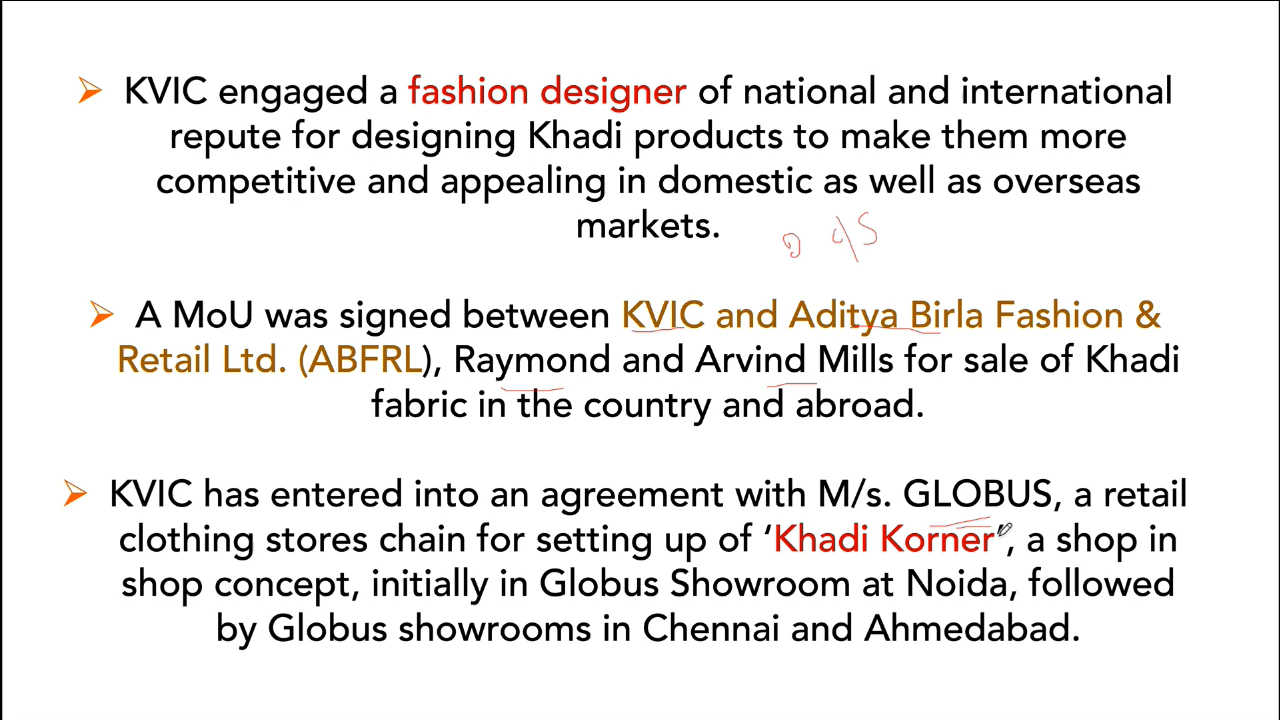 KVIC engaged a fashion designer of national and international
repute for designing Khadi products to make them more
competitive and appealing in domestic as well as overseas
markets.
A MoU was signed between KVIC and Aditya Birla Fashion &
Retail Ltd. (ABFRL), Raymond and Arvind Mills for sale of Khadi
fabric in the country and abroad.
KVIC has entered into an agreement with M/s. GLOBUS, a retail
clothing stores chain for setting up of ‘Khadi Korner’, a shop in
shop concept, initially in Globus Showroom at Noida, followed
by Globus showrooms in Chennai and Ahmedabad.